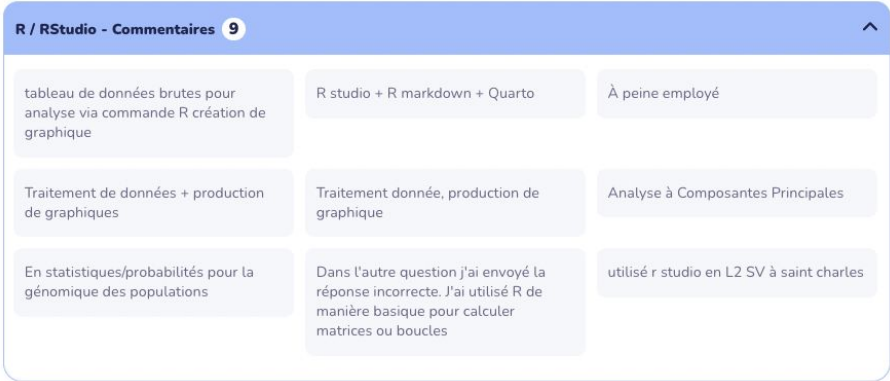 R / RStudio - Commentaires 9
tableau de données brutes pour
analyse via commande R création de
graphique
R studio + R markdown + Quarto
À peine employé
Traitement de données + production
de graphiques
Traitement donnée, production de
graphique
Analyse à Composantes Principales
En statistiques/probabilités pour la
génomique des populations
Dans l'autre question j'ai envoyé la
réponse incorrecte. J'ai utilisé R de
manière basique pour calculer
matrices ou boucles
utilisé r studio en L2 SV à saint charles